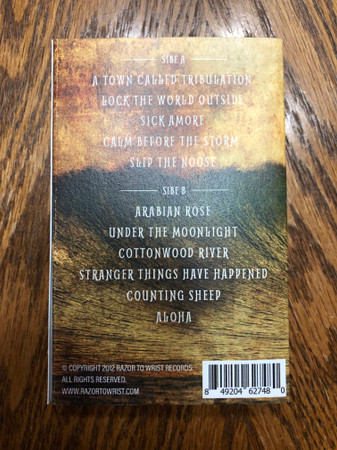 SIDE A
A TOWN CALLED TRIBULATION
LOCK THE WORLD OUTSIDE
SICK AMORE
CALM BEFORE THE STORM
SLIP THE NOOSE
SIDE B
ARABIAN ROSE
UNDER THE MOONLIGHT
COTTONWOOD RIVER
STRANGER THINGS HAVE HAPPENED
COUNTING SHEEP
ALOHA
© COPYRIGHT 2012 RAZOR TO WRIST RECORDS.
ALL RIGHTS RESERVED.
WWW.RAZORTOWRIST.COM
8 49204 62748 0